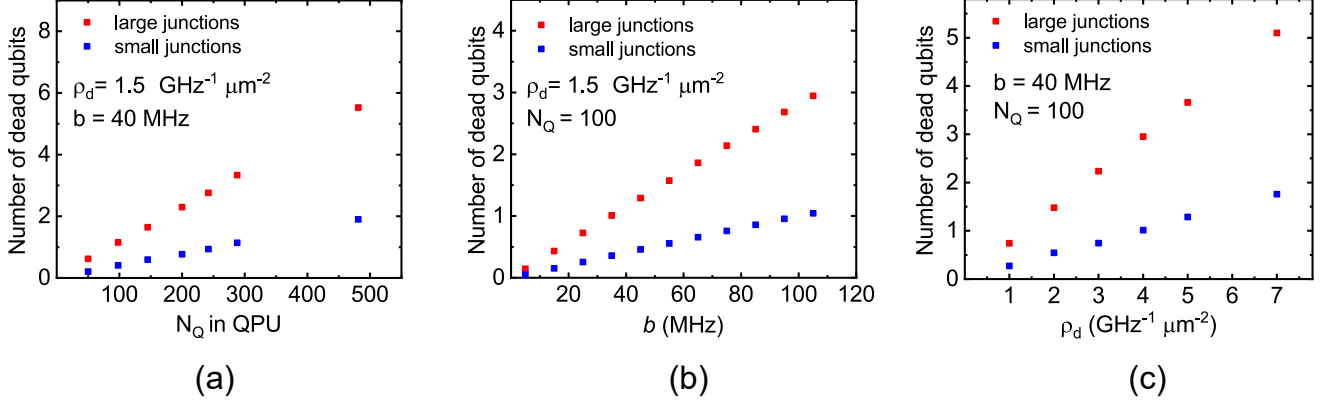 8
6
4
2
0
Number of dead qubits
large junctions
small junctions
ρd= 1.5 GHz-1 μm-2
b = 40 MHz
100 200 300 400 500
NQ in QPU
(a)
4
3
2
1
0
Number of dead qubits
large junctions
small junctions
ρd= 1.5 GHz-1 μm-2
NQ = 100
20 40 60 80 100 120
b (MHz)
(b)
5
4
3
2
1
0
Number of dead qubits
large junctions
small junctions
b = 40 MHz
NQ = 100
1 2 3 4 5 6 7
ρd (GHz-1 μm-2)
(c)